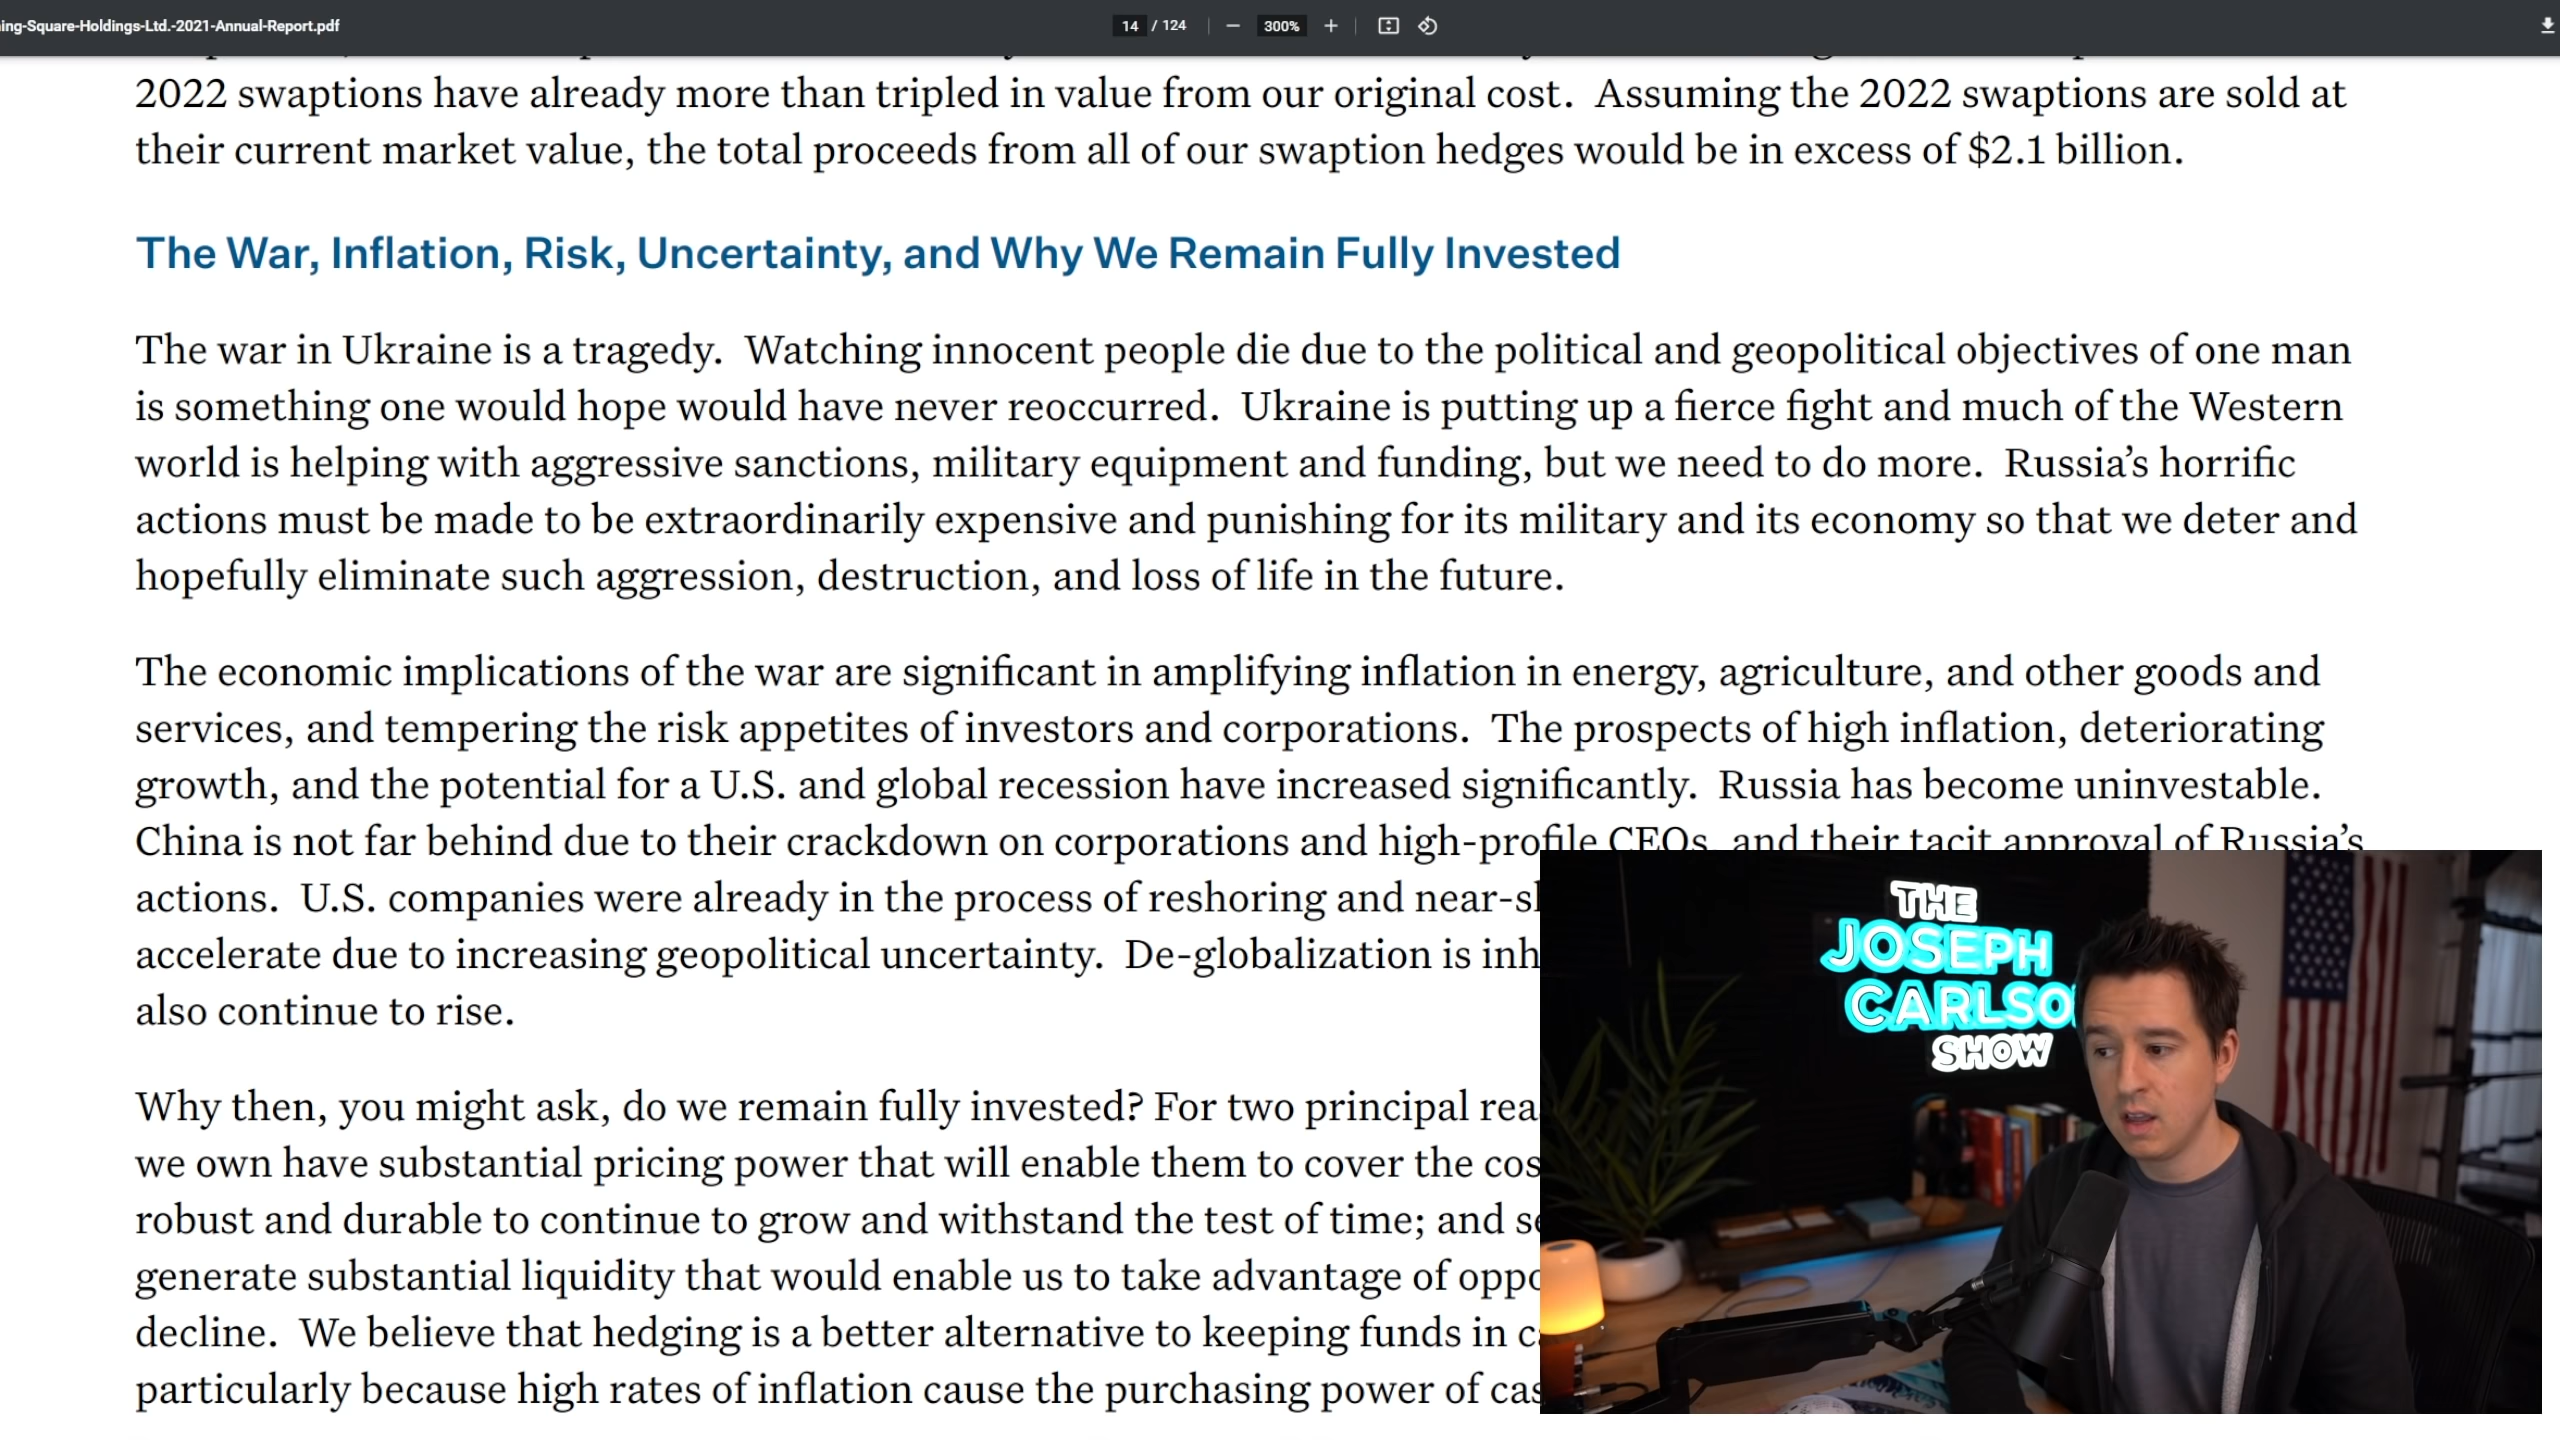 ing-Square-Holdings-Ltd.-2021-Annual-Report.pdf
14 / 124
300%
2022 swaptions have already more than tripled in value from our original cost. Assuming the 2022 swaptions are sold at
their current market value, the total proceeds from all of our swaption hedges would be in excess of $2.1 billion.
The War, Inflation, Risk, Uncertainty, and Why We Remain Fully Invested
The war in Ukraine is a tragedy. Watching innocent people die due to the political and geopolitical objectives of one man
is something one would hope would have never reoccurred. Ukraine is putting up a fierce fight and much of the Western
world is helping with aggressive sanctions, military equipment and funding, but we need to do more. Russia’s horrific
actions must be made to be extraordinarily expensive and punishing for its military and its economy so that we deter and
hopefully eliminate such aggression, destruction, and loss of life in the future.
The economic implications of the war are significant in amplifying inflation in energy, agriculture, and other goods and
services, and tempering the risk appetites of investors and corporations. The prospects of high inflation, deteriorating
growth, and the potential for a U.S. and global recession have increased significantly. Russia has become uninvestable.
China is not far behind due to their crackdown on corporations and high-profile CEOs, and their tacit approval of Russia’s
actions. U.S. companies were already in the process of reshoring and
accelerate due to increasing geopolitical uncertainty. De-globalization is
also continue to rise.
Why then, you might ask, do we remain fully invested? For two principal
we own have substantial pricing power that will enable them to cover the
robust and durable to continue to grow and withstand the test of time; and
generate substantial liquidity that would enable us to take advantage of
decline. We believe that hedging is a better alternative to keeping funds in
particularly because high rates of inflation cause the purchasing power of
THE
JOSEPH
CARLSO
SHOW